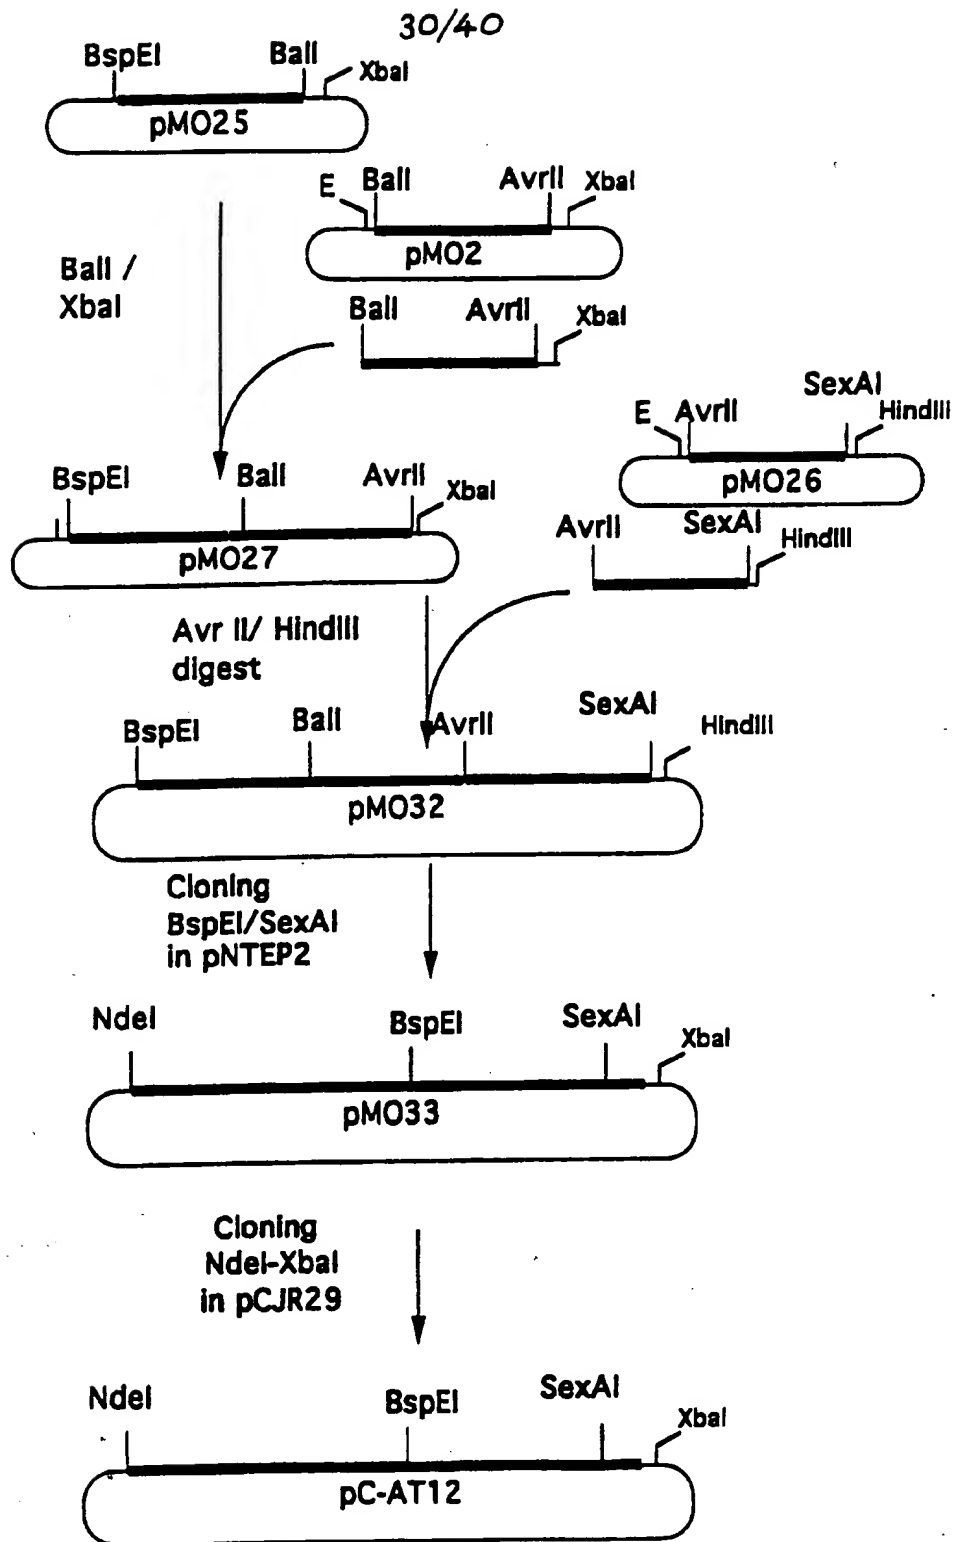 30/40
BspEI BalI XbaI
pMO25
E BalI AvrII XbaI
pMO2
BalI /
XbaI
BalI AvrII XbaI
SexAI
E AvrII HindIII
pMO26
BspEI BalI AvrII XbaI
pMO27
AvrII SexAI HindIII
Avr II/ HindIII
digest
BspEI BalI AvrII SexAI HindIII
pMO32
Cloning
BspEI/SexAI
in pNTEP2
NdeI BspEI SexAI XbaI
pMO33
Cloning
NdeI-XbaI
in pCJR29
NdeI BspEI SexAI XbaI
pC-AT12